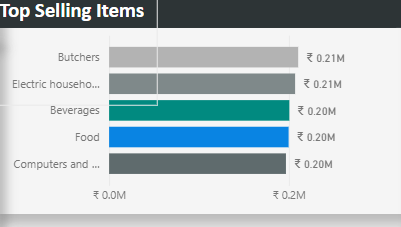 Top Selling Items
Butchers ₹ 0.21M
Electric househo... ₹ 0.21M
Beverages ₹ 0.20M
Food ₹ 0.20M
Computers and ... ₹ 0.20M
₹ 0.0M ₹ 0.2M